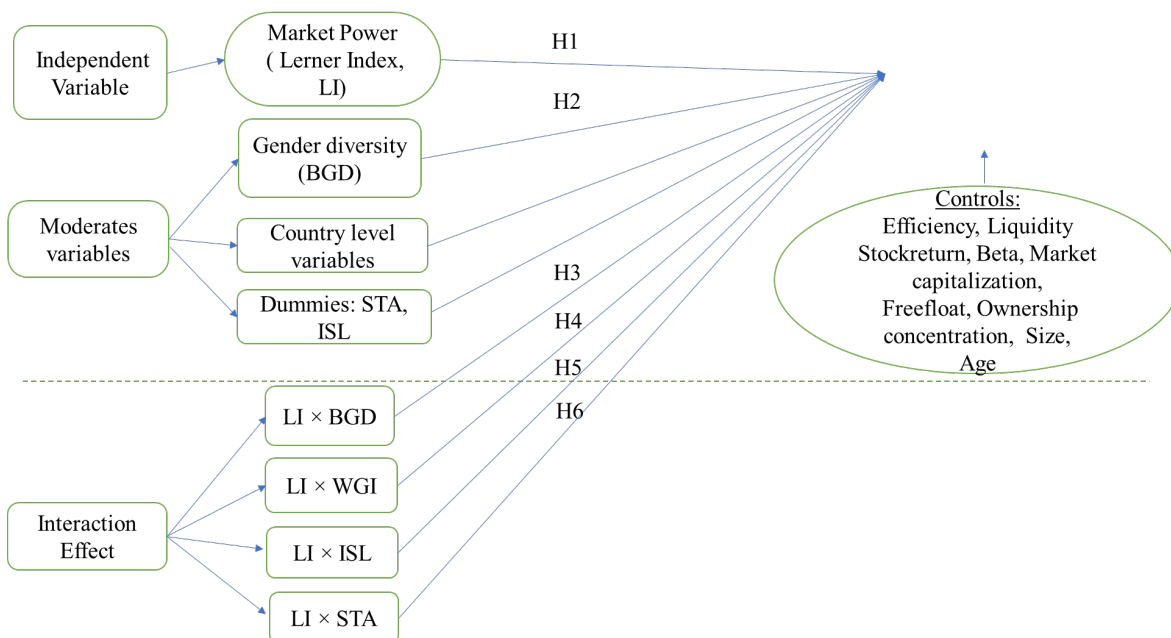 Independent
Variable
Market Power
( Lerner Index,
LI)
H1
H2
Gender diversity
(BGD)
Moderates
variables
Country level
variables
Dummies: STA,
ISL
H3
H4
H5
H6
Controls:
Efficiency, Liquidity
Stockreturn, Beta, Market
capitalization,
Freefloat, Ownership
concentration, Size,
Age
Interaction
Effect
LI × BGD
LI × WGI
LI × ISL
LI × STA